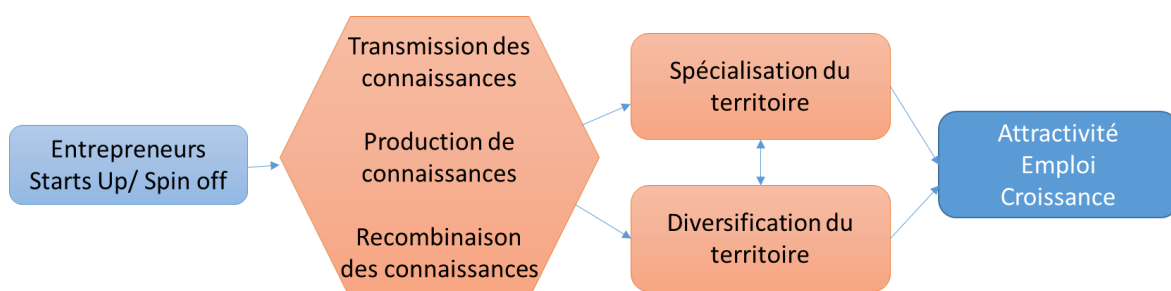 Entrepreneurs
Starts Up/ Spin off
Transmission des
connaissances
Production de
connaissances
Recombinaison
des connaissances
Spécialisation du
territoire
Diversification du
territoire
Attractivité
Emploi
Croissance